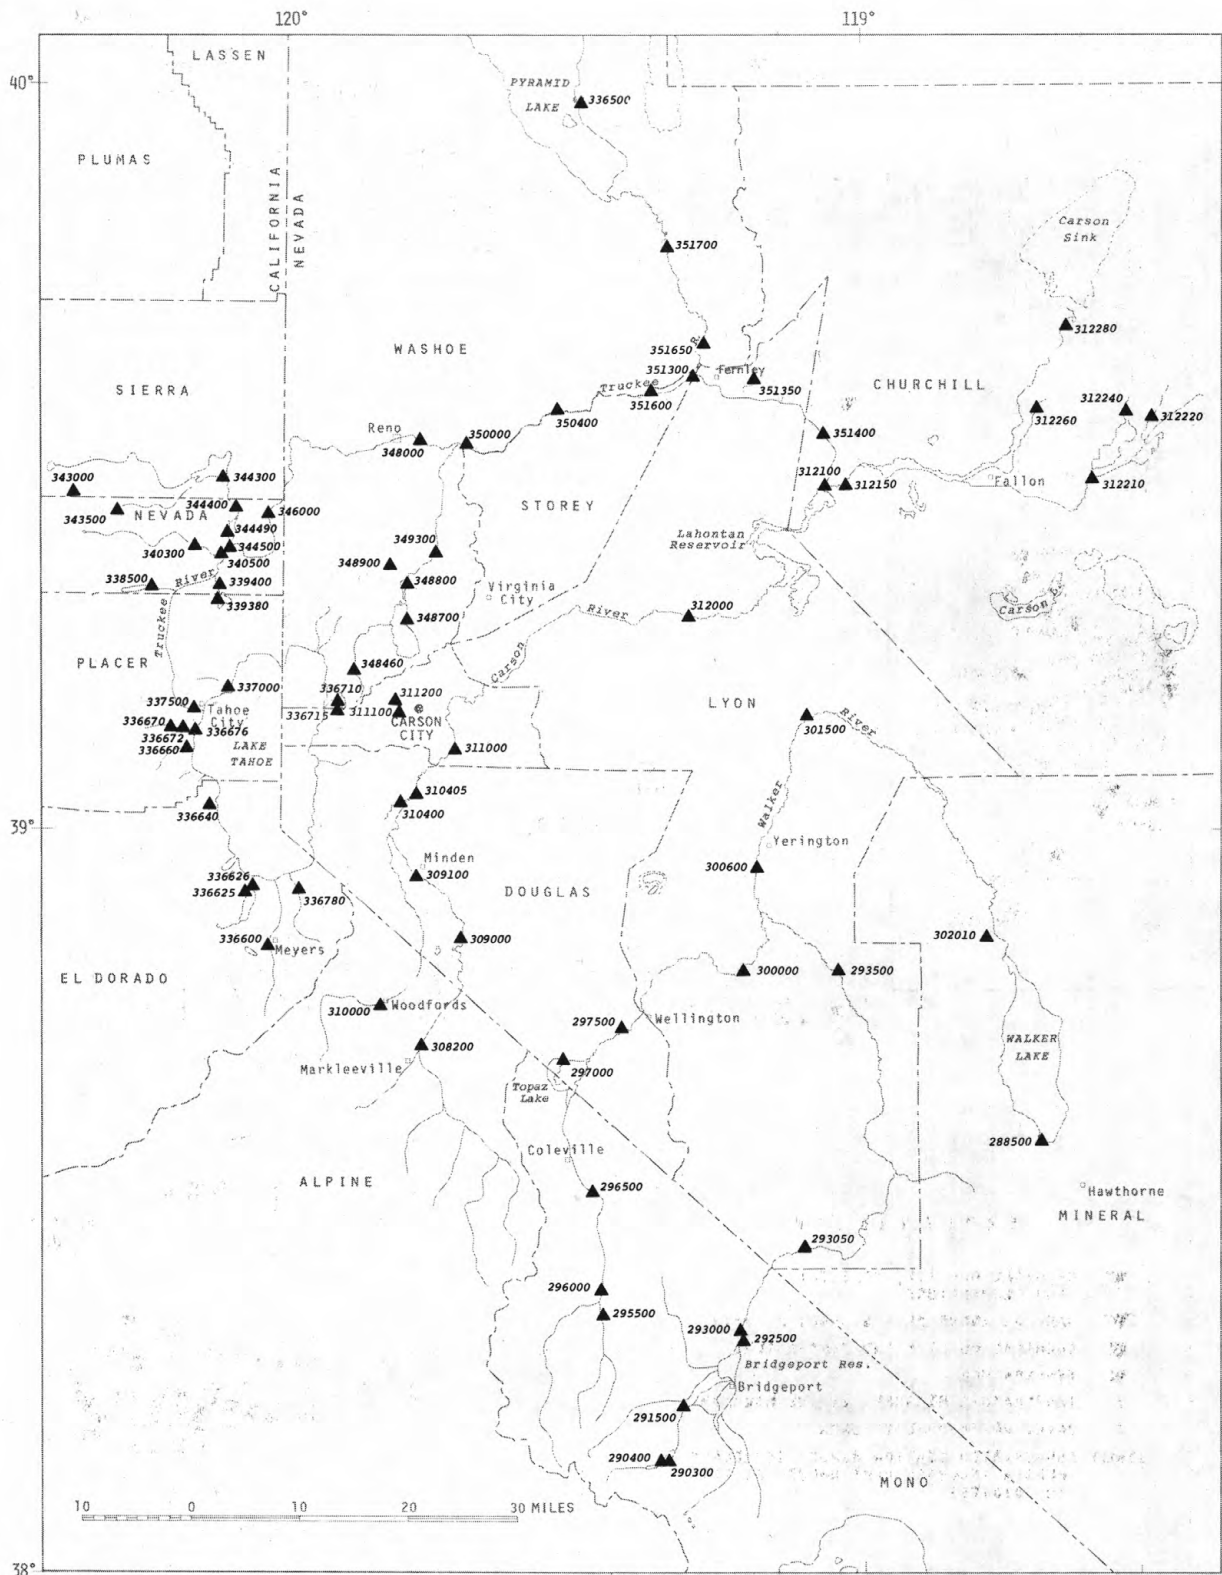 120°
119°
LASSEN
40°
PYRAMID
LAKE
336500
PLUMAS
CALIFORNIA
NEVADA
Carson
Sink
351700
312280
WASHOE
351650
R.
351300
Fernley
SIERRA
Truckee
351600
351350
CHURCHILL
312240
312220
350400
312260
Reno
350000
348000
351400
343000
344300
312100
312150
Fallon
312210
344400
STOREY
343500
NEVADA
346000
344490
Lahontan
Reservoir
340300
344500
349300
340500
348900
338500
River
339400
348800
Virginia
City
339380
Carson L.
348700
River
312000
Truckee
PLACER
348460
Carson
337000
336710
311200
LYON
337500
Tahoe
City
336715
311100
CARSON
CITY
301500
River
336670
336676
336672
336660
LAKE
TAHOE
311000
310405
336640
310400
39°
Walker
Yerington
Minden
300600
309100
336626
336625
DOUGLAS
336780
336600
Meyers
309000
302010
EL DORADO
300000
293500
310000
Woodfords
297500
Wellington
308200
WALKER
LAKE
Markleeville
297000
Topaz
Lake
288500
Coleville
ALPINE
296500
Hawthorne
MINERAL
293050
296000
295500
293000
292500
Bridgeport Res.
Bridgeport
291500
290400
290300
MONO
10 0 10 20 30 MILES
38°